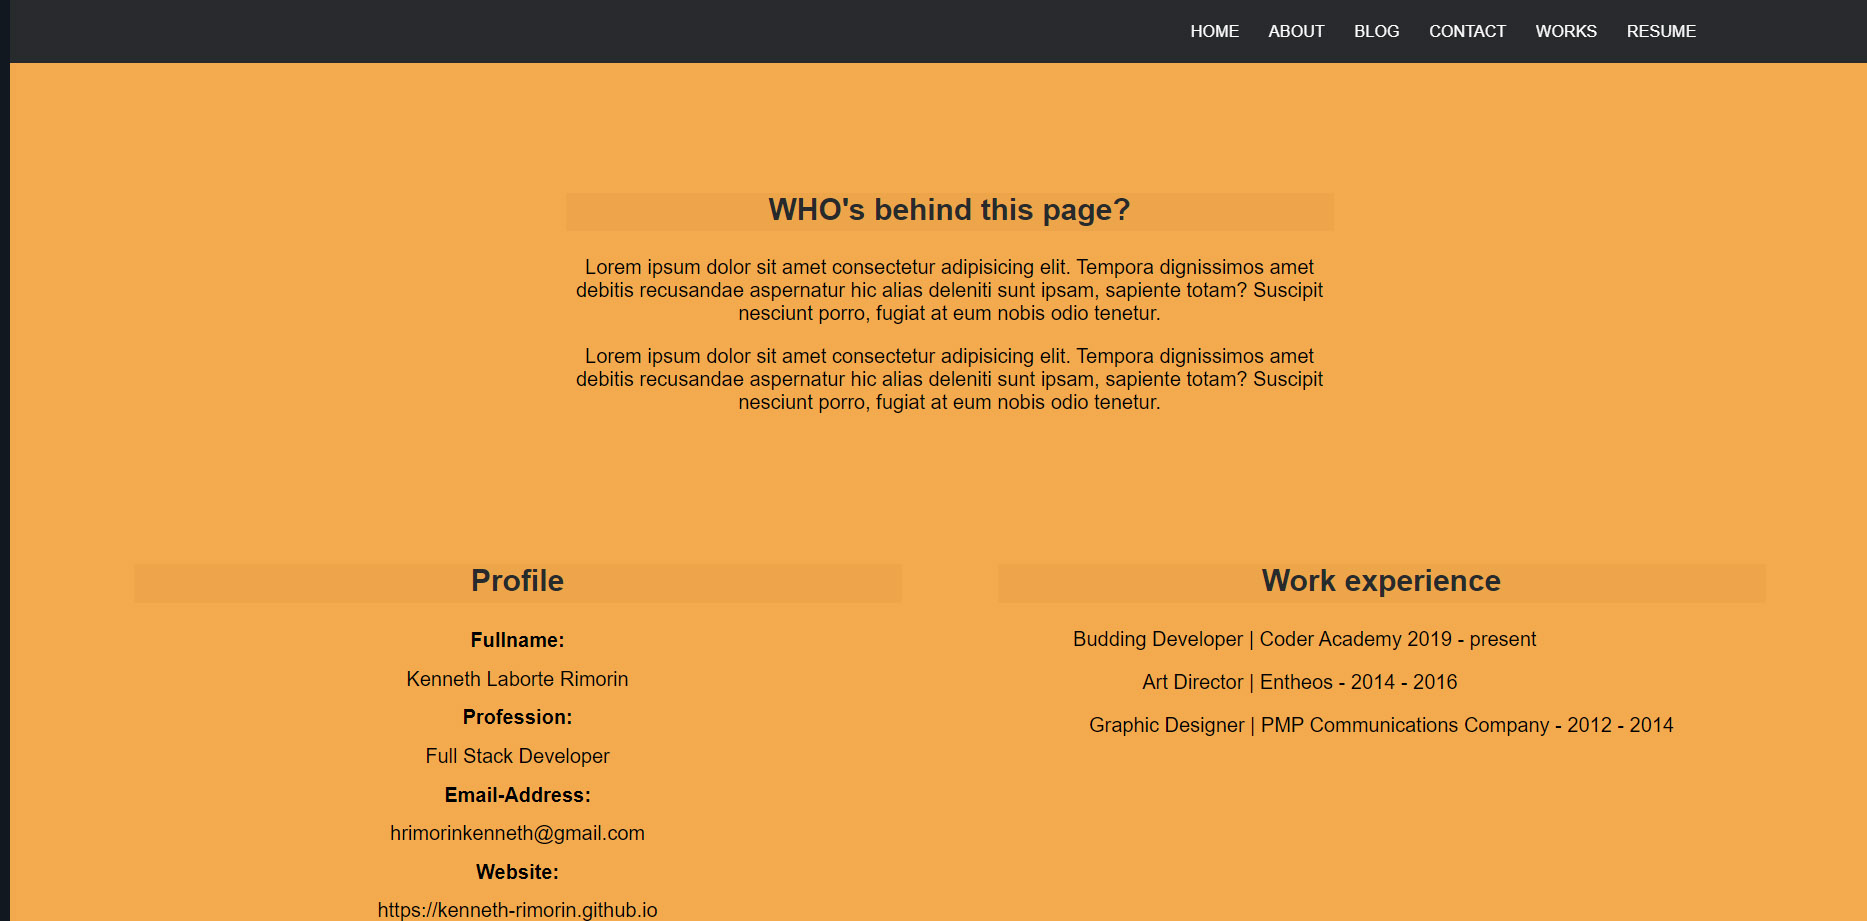 HOME ABOUT BLOG CONTACT WORKS RESUME
WHO's behind this page?
Lorem ipsum dolor sit amet consectetur adipisicing elit. Tempora dignissimos amet
debitis recusandae aspernatur hic alias deleniti sunt ipsam, sapiente totam? Suscipit
nesciunt porro, fugiat at eum nobis odio tenetur.
Lorem ipsum dolor sit amet consectetur adipisicing elit. Tempora dignissimos amet
debitis recusandae aspernatur hic alias deleniti sunt ipsam, sapiente totam? Suscipit
nesciunt porro, fugiat at eum nobis odio tenetur.
Profile
Fullname:
Kenneth Laborte Rimorin
Profession:
Full Stack Developer
Email-Address:
hrimorinkenneth@gmail.com
Website:
https://kenneth-rimorin.github.io
Work experience
Budding Developer | Coder Academy 2019 - present
Art Director | Entheos - 2014 - 2016
Graphic Designer | PMP Communications Company - 2012 - 2014